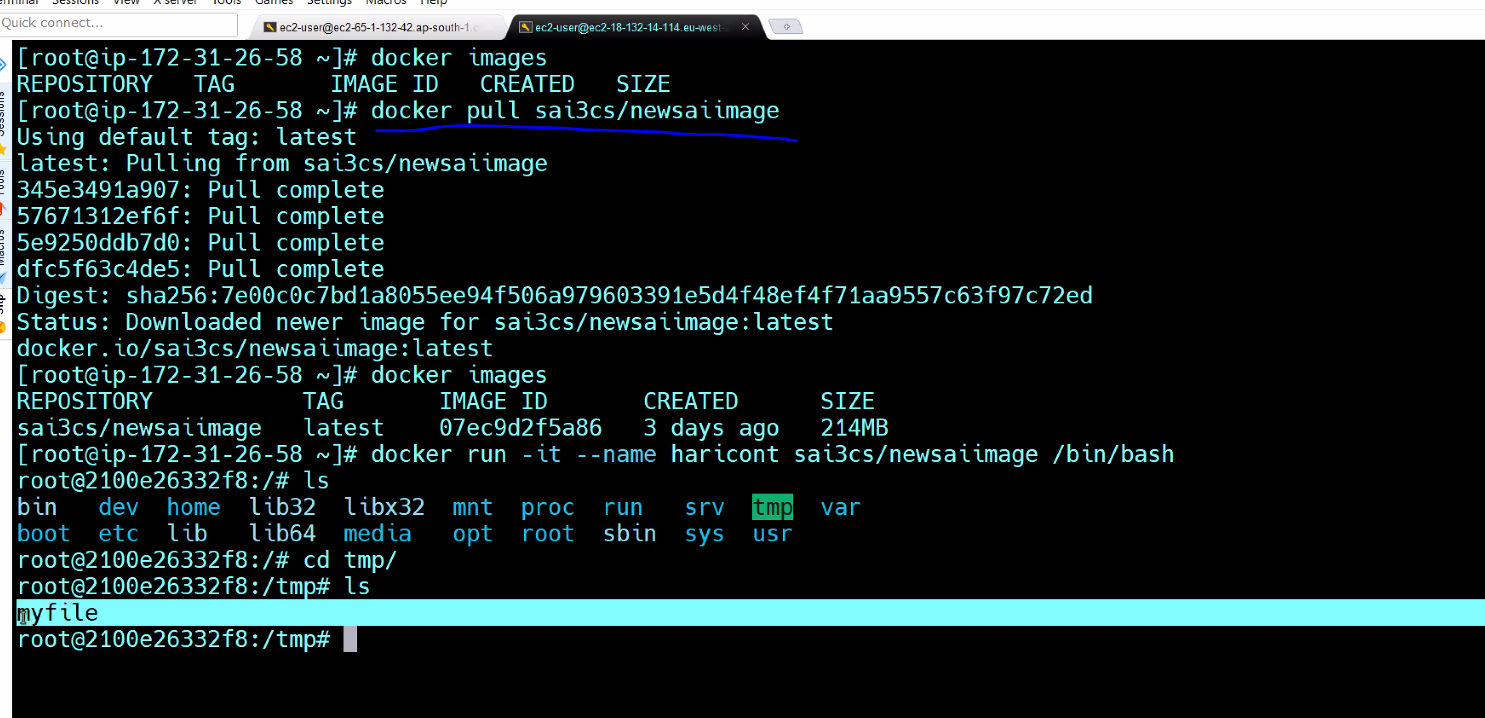 Terminal Sessions View X server Tools Games Settings Macros Help
Quick connect...
ec2-user@ec2-65-1-132-42.ap-south-1.c
ec2-user@ec2-18-132-14-114.eu-west-
Sessions
Tools
Macros
[root@ip-172-31-26-58 ~]# docker images
REPOSITORY TAG IMAGE ID CREATED SIZE
[root@ip-172-31-26-58 ~]# docker pull sai3cs/newsaiimage
Using default tag: latest
latest: Pulling from sai3cs/newsaiimage
345e3491a907: Pull complete
57671312ef6f: Pull complete
5e9250ddb7d0: Pull complete
dfc5f63c4de5: Pull complete
Digest: sha256:7e00c0c7bd1a8055ee94f506a979603391e5d4f48ef4f71aa9557c63f97c72ed
Status: Downloaded newer image for sai3cs/newsaiimage:latest
docker.io/sai3cs/newsaiimage:latest
[root@ip-172-31-26-58 ~]# docker images
REPOSITORY TAG IMAGE ID CREATED SIZE
sai3cs/newsaiimage latest 07ec9d2f5a86 3 days ago 214MB
[root@ip-172-31-26-58 ~]# docker run -it --name haricont sai3cs/newsaiimage /bin/bash
root@2100e26332f8:/# ls
bin dev home lib32 libx32 mnt proc run srv tmp var
boot etc lib lib64 media opt root sbin sys usr
root@2100e26332f8:/# cd tmp/
root@2100e26332f8:/tmp# ls
myfile
root@2100e26332f8:/tmp#